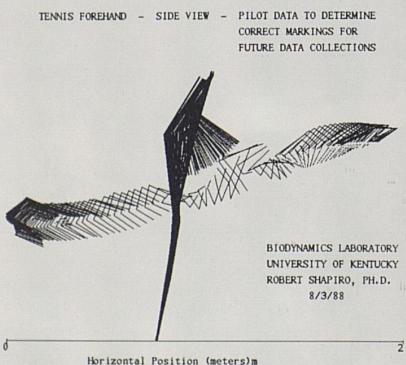 TENNIS FOREHAND - SIDE VIEW - PILOT DATA TO DETERMINE
CORRECT MARKINGS FOR
FUTURE DATA COLLECTIONS
BIODYNAMICS LABORATORY
UNIVERSITY OF KENTUCKY
ROBERT SHAPIRO, PH.D.
8/3/88
0 2
Horizontal Position (meters)m